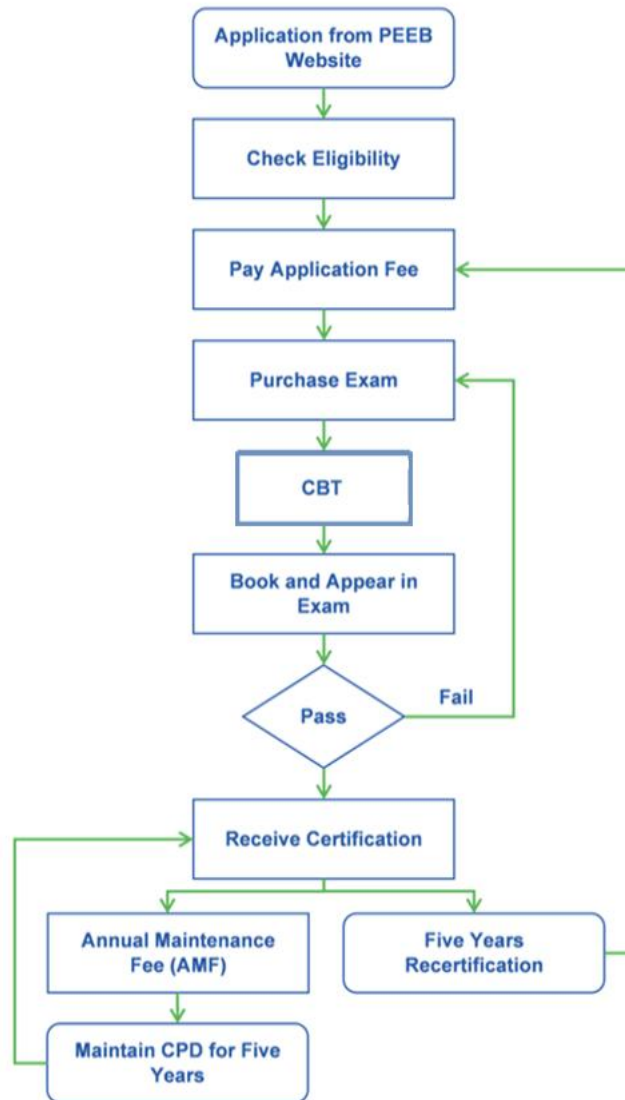 Application from PEEB
Website
Check Eligibility
Pay Application Fee
Purchase Exam
CBT
Book and Appear in
Exam
Fail
Pass
Receive Certification
Annual Maintenance
Fee (AMF)
Five Years
Recertification
Maintain CPD for Five
Years